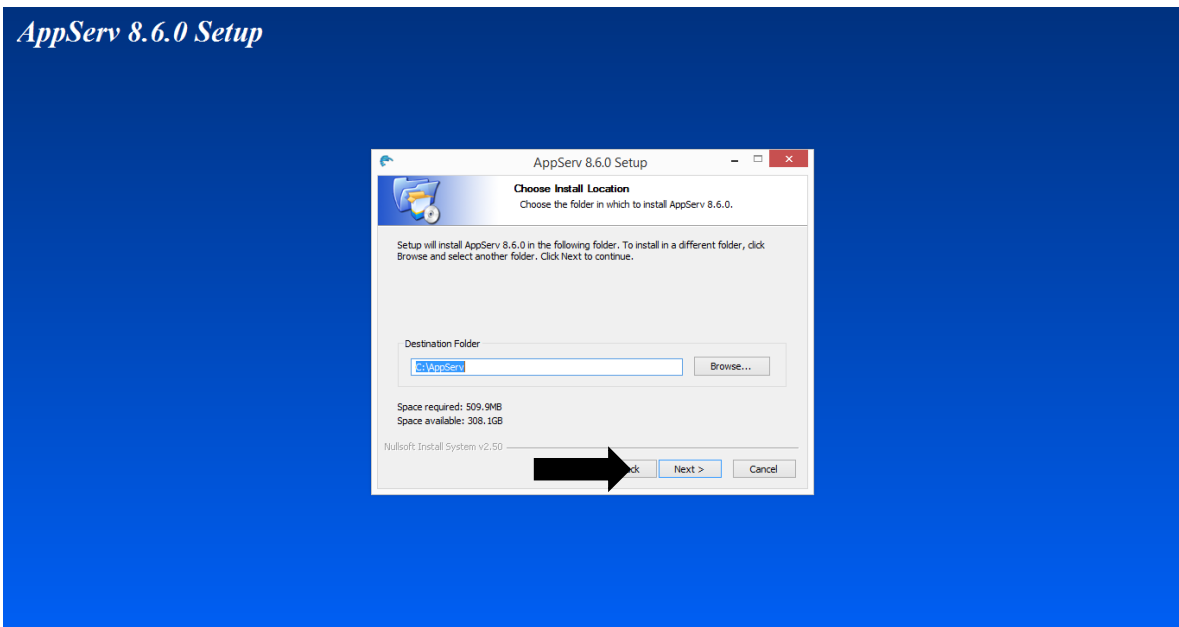 AppServ 8.6.0 Setup
AppServ 8.6.0 Setup
Choose Install Location
Choose the folder in which to install AppServ 8.6.0.
Setup will install AppServ 8.6.0 in the following folder. To install in a different folder, click
Browse and select another folder. Click Next to continue.
Destination Folder
C:\AppServ
Browse...
Space required: 509.9MB
Space available: 308.1GB
Nullsoft Install System v2.50
Next >
Cancel